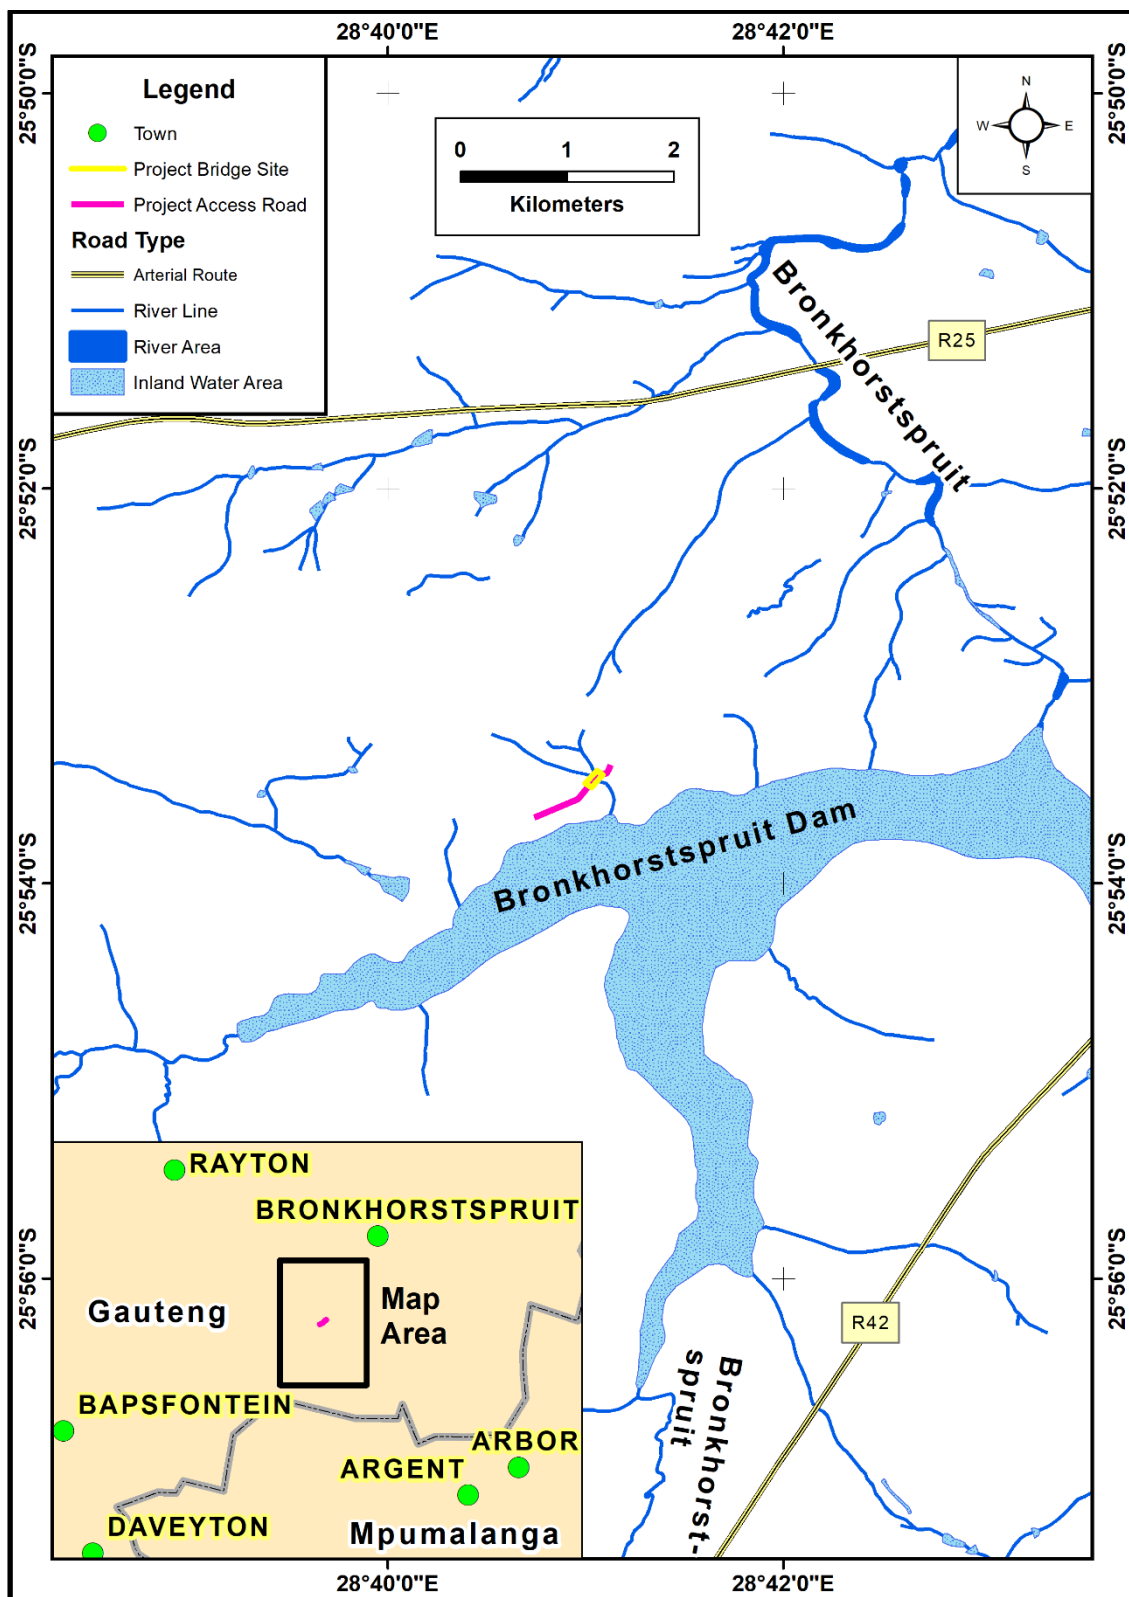 28°40'0"E
28°42'0"E
25°50'0"S
25°50'0"S
Legend
Town
Project Bridge Site
Project Access Road
Road Type
Arterial Route
River Line
River Area
Inland Water Area
0 1 2
Kilometers
N
W E
S
Bronkhorstspruit
R25
25°52'0"S
25°52'0"S
Bronkhorstspruit Dam
25°54'0"S
25°54'0"S
RAYTON
BRONKHORSTSPRUIT
Gauteng
Map
Area
BAPSFONTEIN
ARBOR
ARGENT
DAVEYTON
Mpumalanga
25°56'0"S
25°56'0"S
R42
Bronkhorst-
spruit
28°40'0"E
28°42'0"E